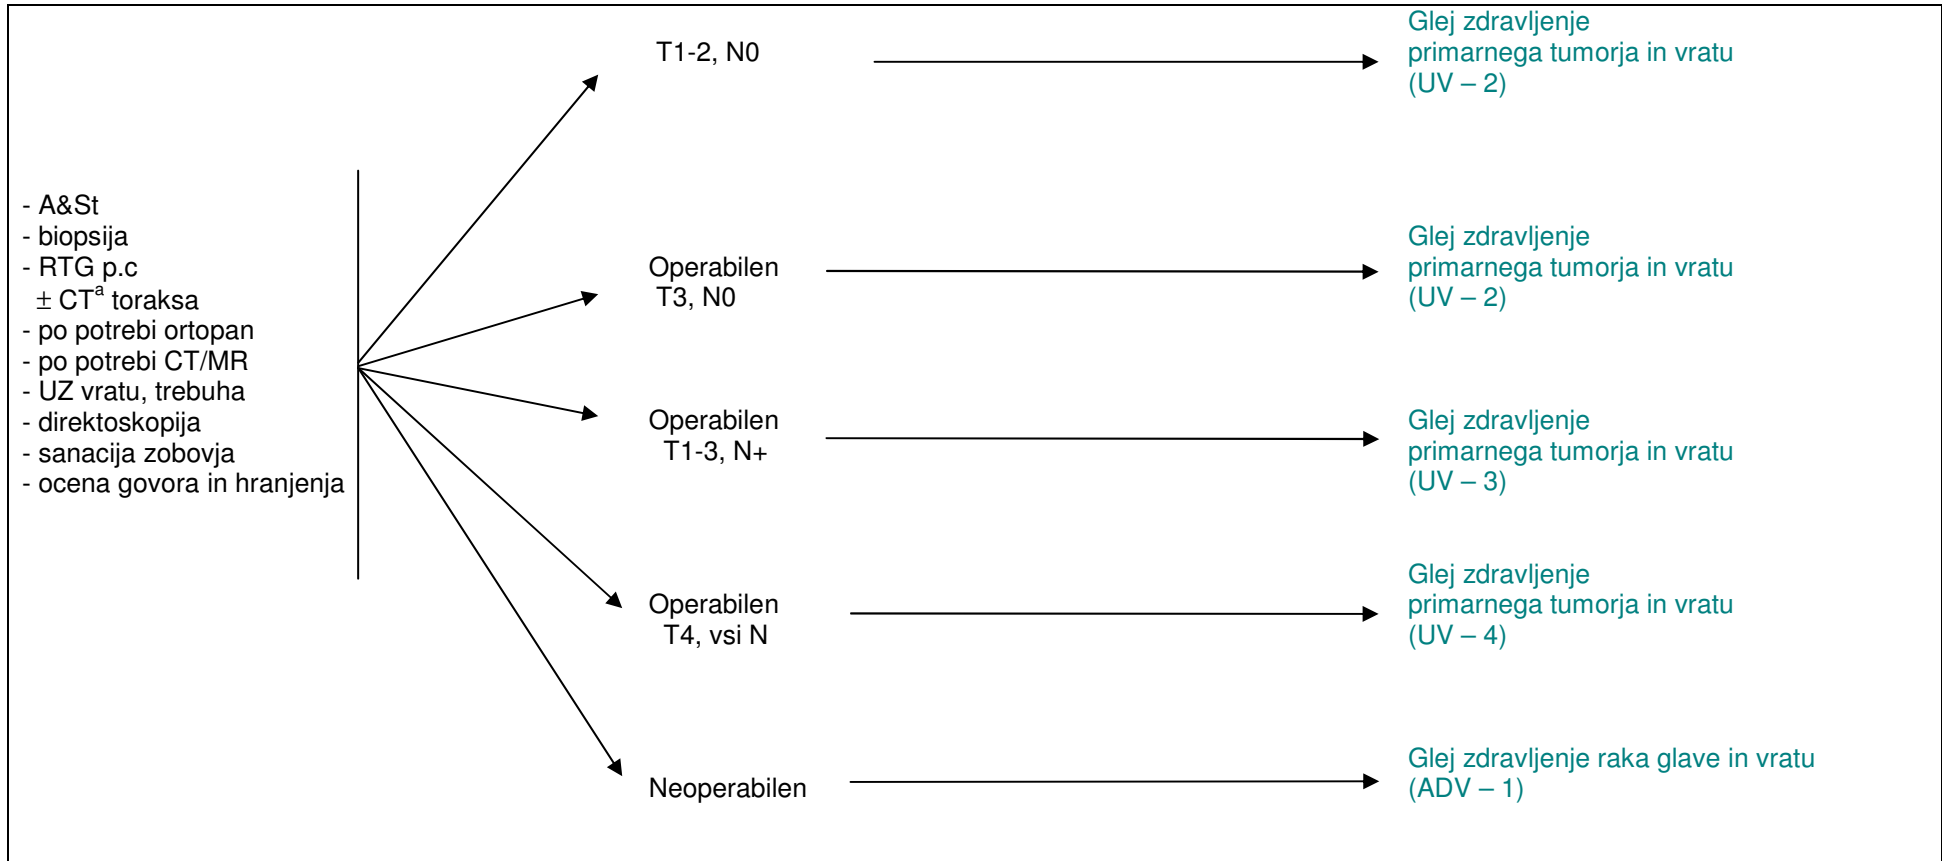 - A&St
- biopsija
- RTG p.c
± CTª toraksa
- po potrebi ortopan
- po potrebi CT/MR
- UZ vratu, trebuha
- direktoskopija
- sanacija zobovja
- ocena govora in hranjenja
T1-2, N0
Glej zdravljenje
primarnega tumorja in vratu
(UV – 2)
Operabilen
T3, N0
Glej zdravljenje
primarnega tumorja in vratu
(UV – 2)
Operabilen
T1-3, N+
Glej zdravljenje
primarnega tumorja in vratu
(UV – 3)
Operabilen
T4, vsi N
Glej zdravljenje
primarnega tumorja in vratu
(UV – 4)
Neoperabilen
Glej zdravljenje raka glave in vratu
(ADV – 1)